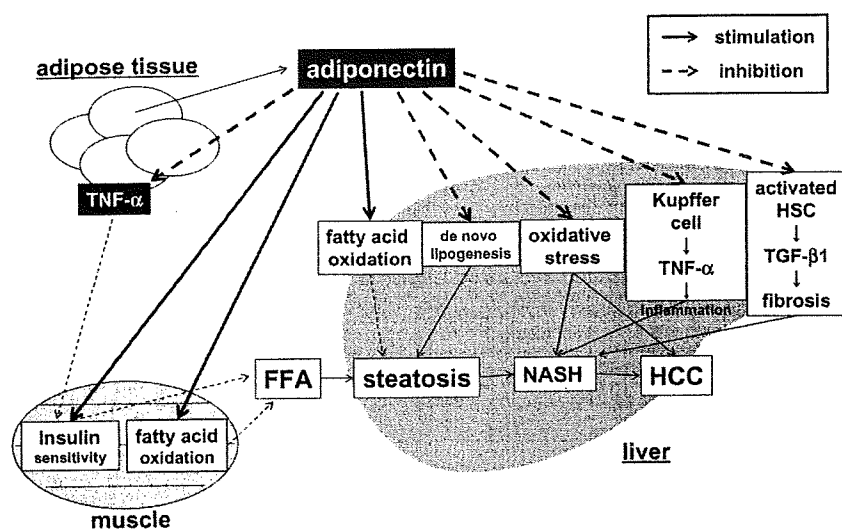 adipose tissue
adiponectin
stimulation
inhibition
TNF-α
fatty acid
oxidation
de novo
lipogenesis
oxidative
stress
Kupffer
cell
↓
TNF-α
↓
inflammation
activated
HSC
↓
TGF-β1
↓
fibrosis
FFA
steatosis
NASH
HCC
Insulin
sensitivity
fatty acid
oxidation
muscle
liver